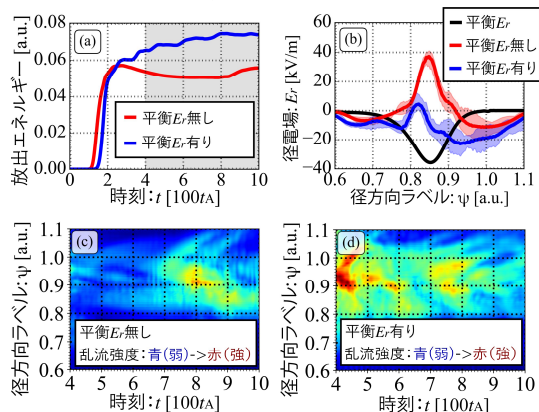 (a)
放出エネルギー [a.u.]
0.08
0.06
0.04
0.02
0.00
平衡Er無し
平衡Er有り
0 2 4 6 8 10
時刻:t [100tA]
(b)
径電場: Er [kV/m]
60
40
20
0
−20
−40
平衡Er
平衡Er無し
平衡Er有り
0.6 0.7 0.8 0.9 1.0 1.1
径方向ラベル: ψ [a.u.]
(c)
径方向ラベル: ψ [a.u.]
1.1
1.0
0.9
0.8
0.7
0.6
平衡Er無し
乱流強度:青(弱)->赤(強)
4 5 6 7 8 9 10
時刻:t [100tA]
(d)
径方向ラベル: ψ [a.u.]
1.1
1.0
0.9
0.8
0.7
0.6
平衡Er有り
乱流強度:青(弱)->赤(強)
4 5 6 7 8 9 10
時刻:t [100tA]